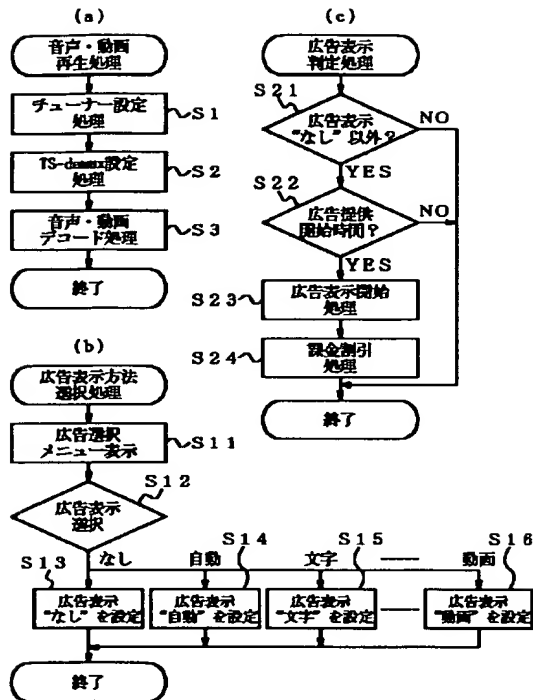 (a)
音声・動画
再生処理
チューナー設定
処理
S1
TS-demux設定
処理
S2
音声・動画
デコード処理
S3
終了
(b)
広告表示方法
選択処理
広告選択
メニュー表示
S11
S12
広告表示
選択
S13
なし
自動
S14
文字
S15
動画
S16
広告表示
"なし"を設定
広告表示
"自動"を設定
広告表示
"文字"を設定
広告表示
"動画"を設定
終了
(c)
広告表示
判定処理
S21
広告表示
"なし"以外?
NO
YES
S22
広告提供
開始時間?
NO
YES
S23
広告表示開始
処理
S24
課金割引
処理
終了